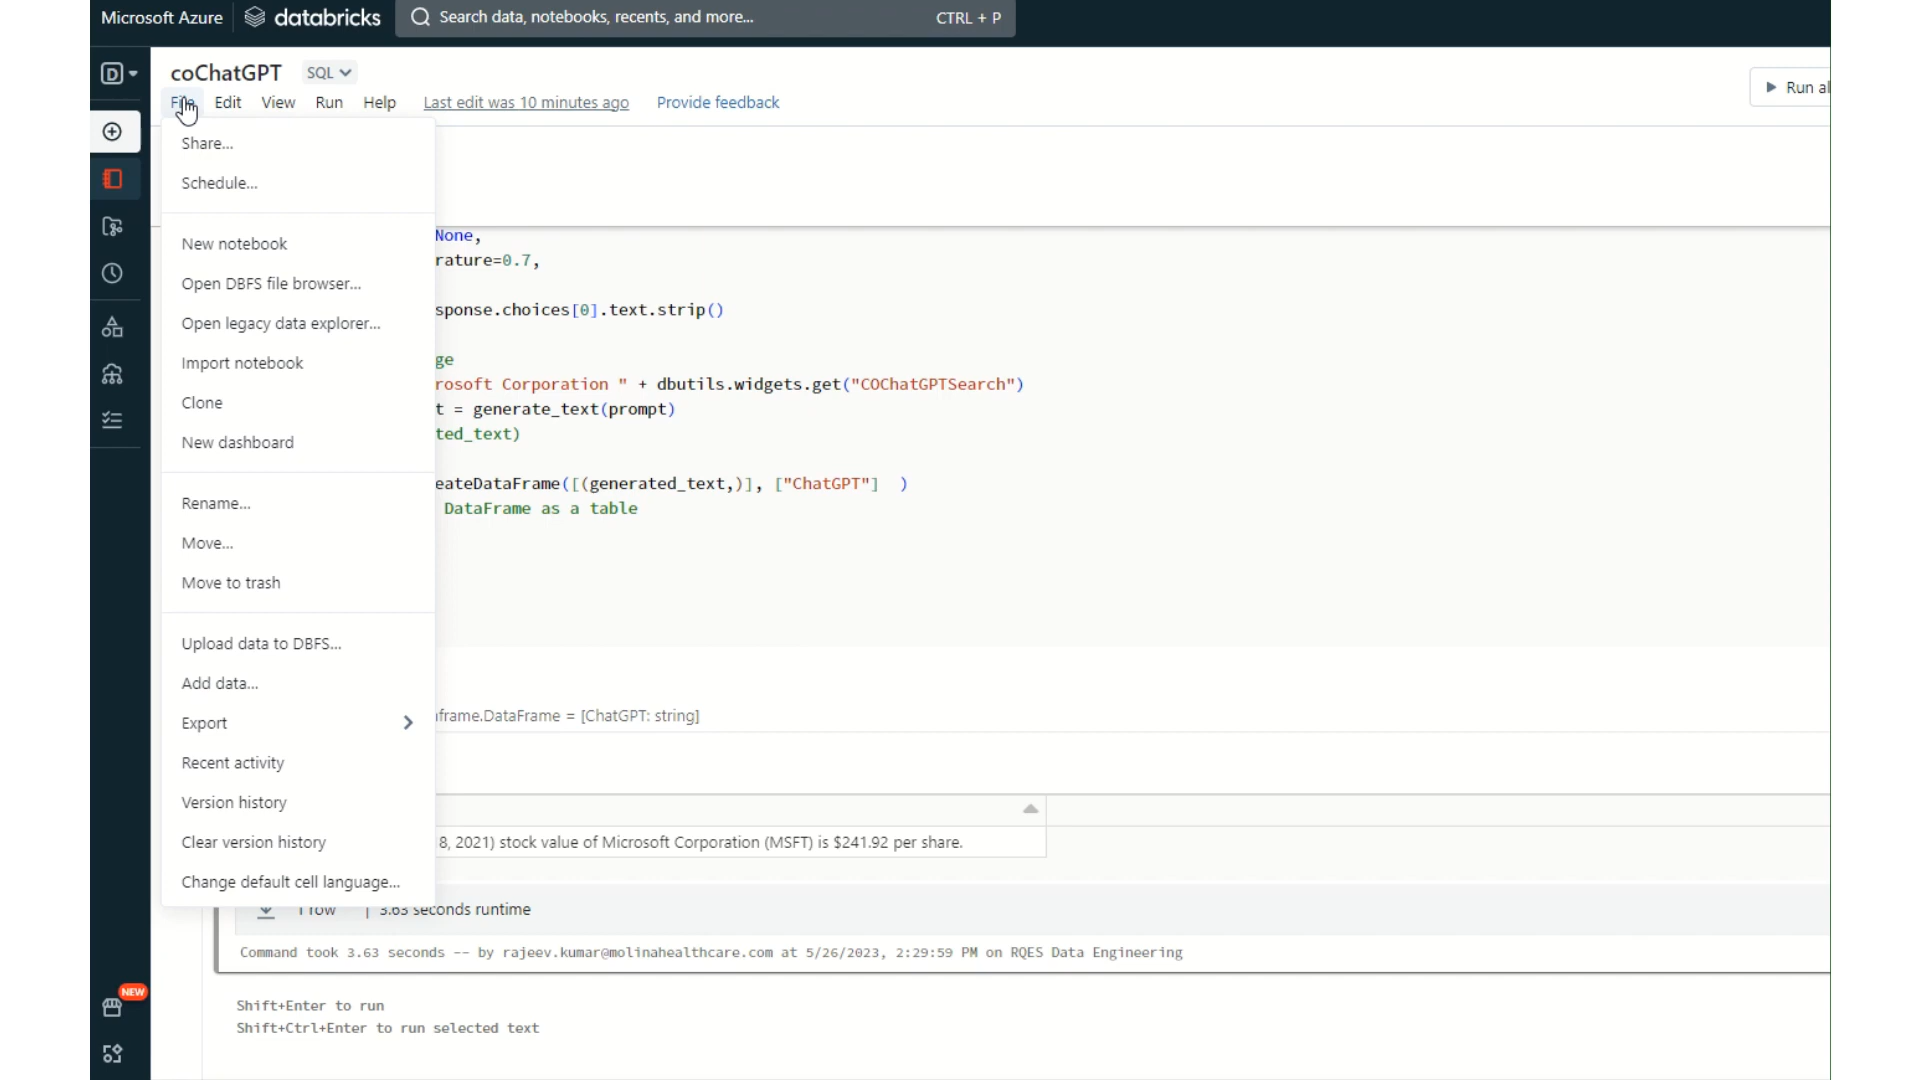 Microsoft Azure
databricks
Search data, notebooks, recents, and more...
CTRL + P
D
coChatGPT
SQL
File
Edit
View
Run
Help
Last edit was 10 minutes ago
Provide feedback
Run al
Share...
Schedule...
New notebook
Open DBFS file browser...
Open legacy data explorer...
Import notebook
Clone
New dashboard
Rename...
Move...
Move to trash
Upload data to DBFS...
Add data...
Export
Recent activity
Version history
Clear version history
Change default cell language...
None,
rature=0.7,
sponse.choices[0].text.strip()
ge
rosoft Corporation " + dbutils.widgets.get("COChatGPTSearch")
t = generate_text(prompt)
ted_text)
eateDataFrame([(generated_text,)], ["ChatGPT"]  )
DataFrame as a table
frame.DataFrame = [ChatGPT: string]
8, 2021) stock value of Microsoft Corporation (MSFT) is $241.92 per share.
1 row | 3.63 seconds runtime
Command took 3.63 seconds -- by rajeev.kumar@molinahealthcare.com at 5/26/2023, 2:29:59 PM on RQES Data Engineering
NEW
Shift+Enter to run
Shift+Ctrl+Enter to run selected text